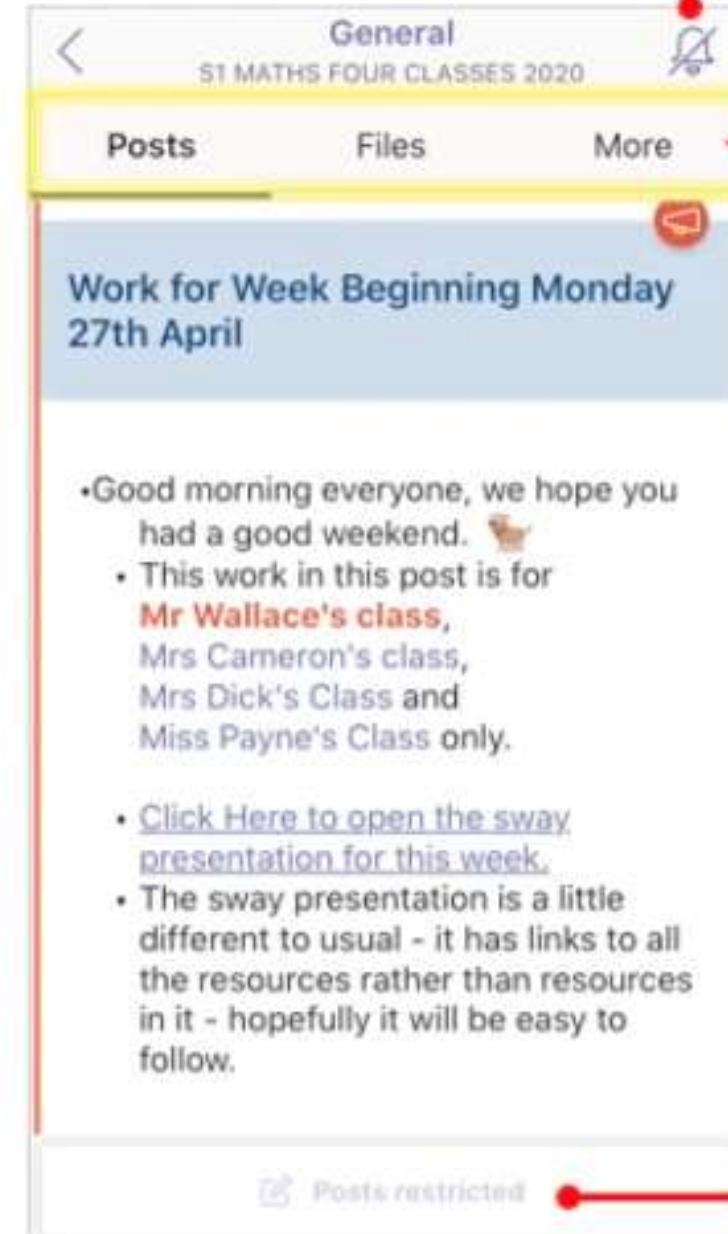 General
S1 MATHS FOUR CLASSES 2020
Posts Files More
Work for Week Beginning Monday
27th April
•Good morning everyone, we hope you
had a good weekend.
• This work in this post is for
Mr Wallace's class,
Mrs Cameron's class,
Mrs Dick's Class and
Miss Payne's Class only.
• Click Here to open the sway
presentation for this week.
• The sway presentation is a little
different to usual - it has links to all
the resources rather than resources
in it - hopefully it will be easy to
follow.
Posts restricted